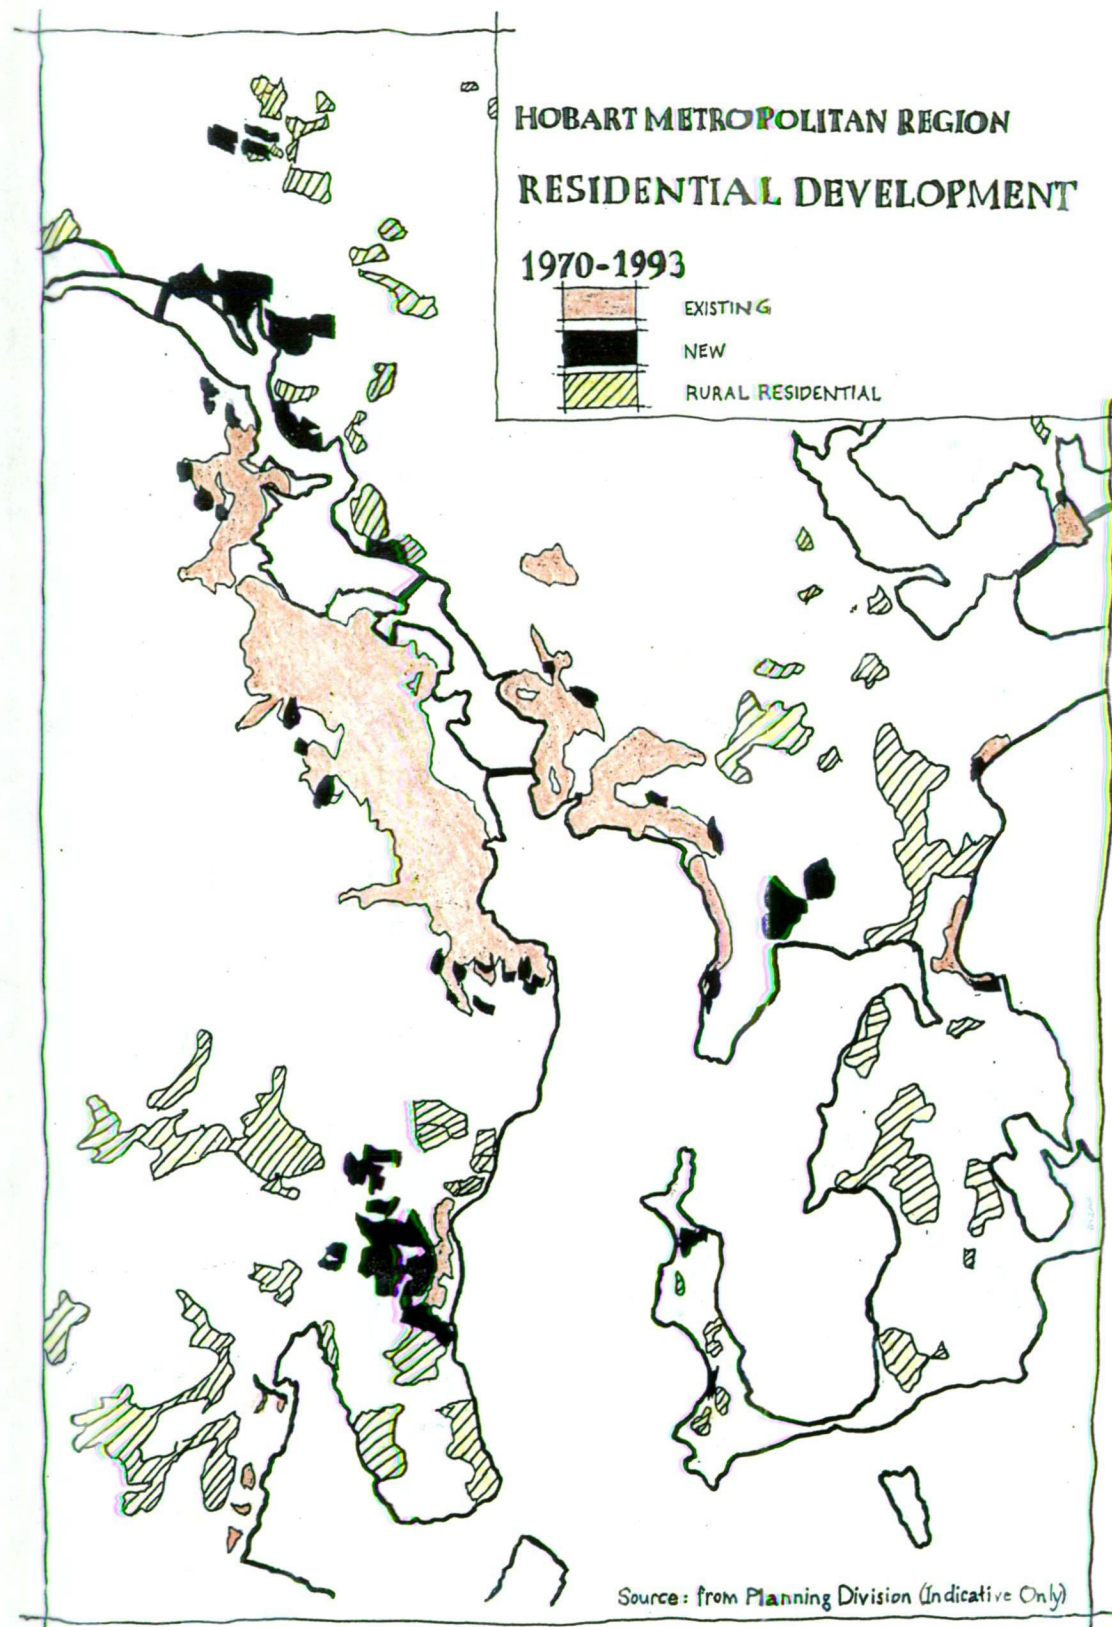 HOBART METROPOLITAN REGION
RESIDENTIAL DEVELOPMENT
1970-1993
EXISTING
NEW
RURAL RESIDENTIAL
Source: from Planning Division (Indicative Only)